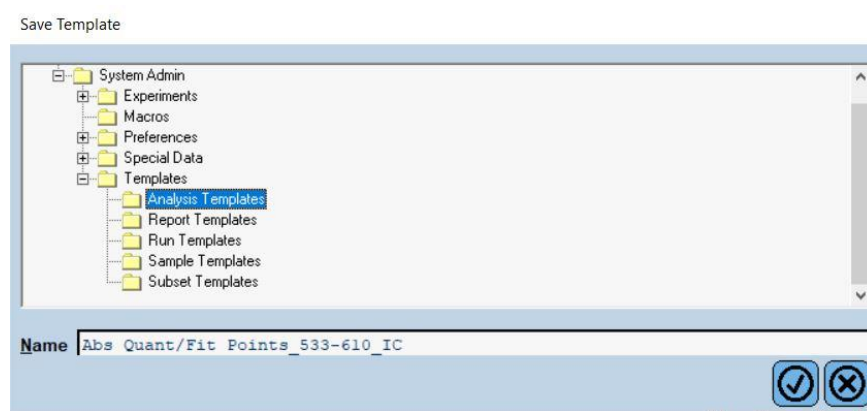 Save Template
System Admin
Experiments
Macros
Preferences
Special Data
Templates
Analysis Templates
Report Templates
Run Templates
Sample Templates
Subset Templates
Name Abs Quant/Fit Points_533-610_IC